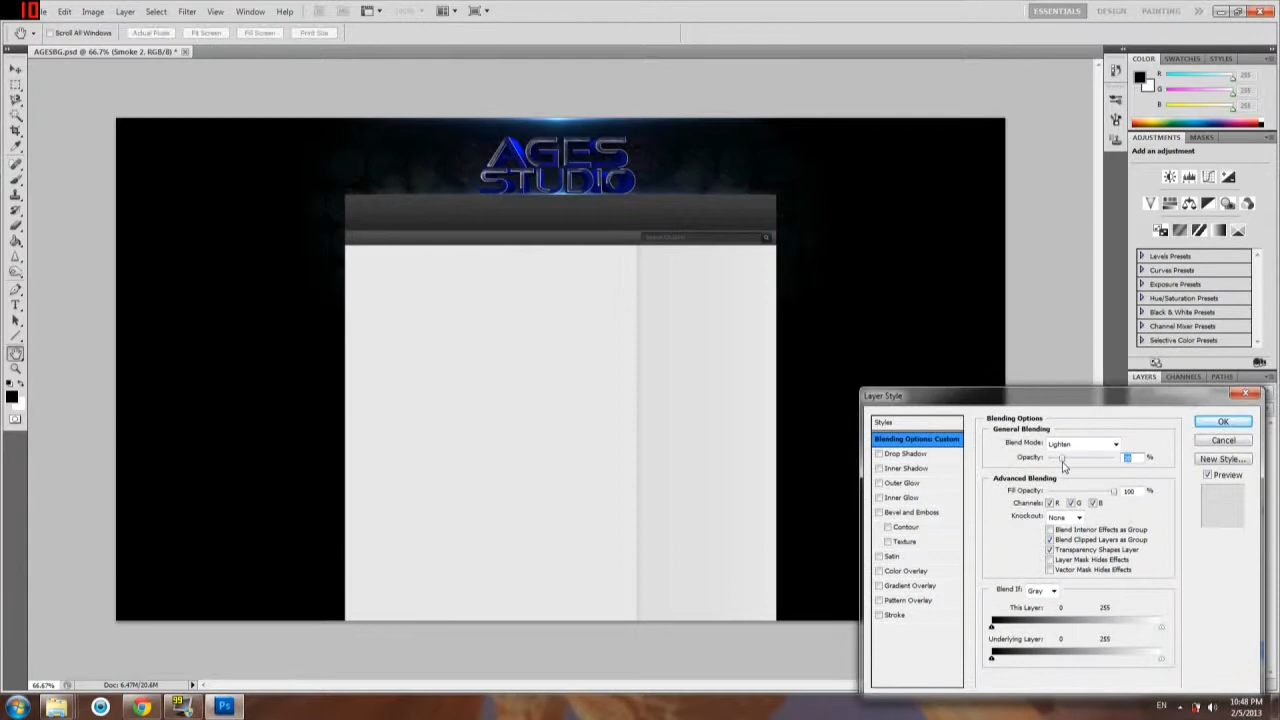 10
le Edit Image Layer Select Filter View Window Help
ESSENTIALS DESIGN PAINTING
Scroll All Windows Actual Pixels Fit Screen Fill Screen Print Size
AGESBG.psd @ 66.7% (Smoke 2, RGB/8) *
COLOR SWATCHES STYLES
R 255
G 255
B 255
ADJUSTMENTS MASKS
Add an adjustment
AGES
STUDIO
Levels Presets
Curves Presets
Exposure Presets
Hue/Saturation Presets
Black & White Presets
Channel Mixer Presets
Selective Color Presets
LAYERS CHANNELS PATHS
Layer Style
Styles
Blending Options: Custom
Drop Shadow
Inner Shadow
Outer Glow
Inner Glow
Bevel and Emboss
Contour
Texture
Satin
Color Overlay
Gradient Overlay
Pattern Overlay
Stroke
Blending Options
General Blending
Blend Mode: Lighten
Opacity: %
Advanced Blending
Fill Opacity: 100 %
Channels: R G B
Knockout: None
Blend Interior Effects as Group
Blend Clipped Layers as Group
Transparency Shapes Layer
Layer Mask Hides Effects
Vector Mask Hides Effects
Blend If: Gray
This Layer: 0 255
Underlying Layer: 0 255
OK
Cancel
New Style...
Preview
66.67% Doc: 6.47M/20.6M
99
Ps
EN
10:48 PM
2/5/2013